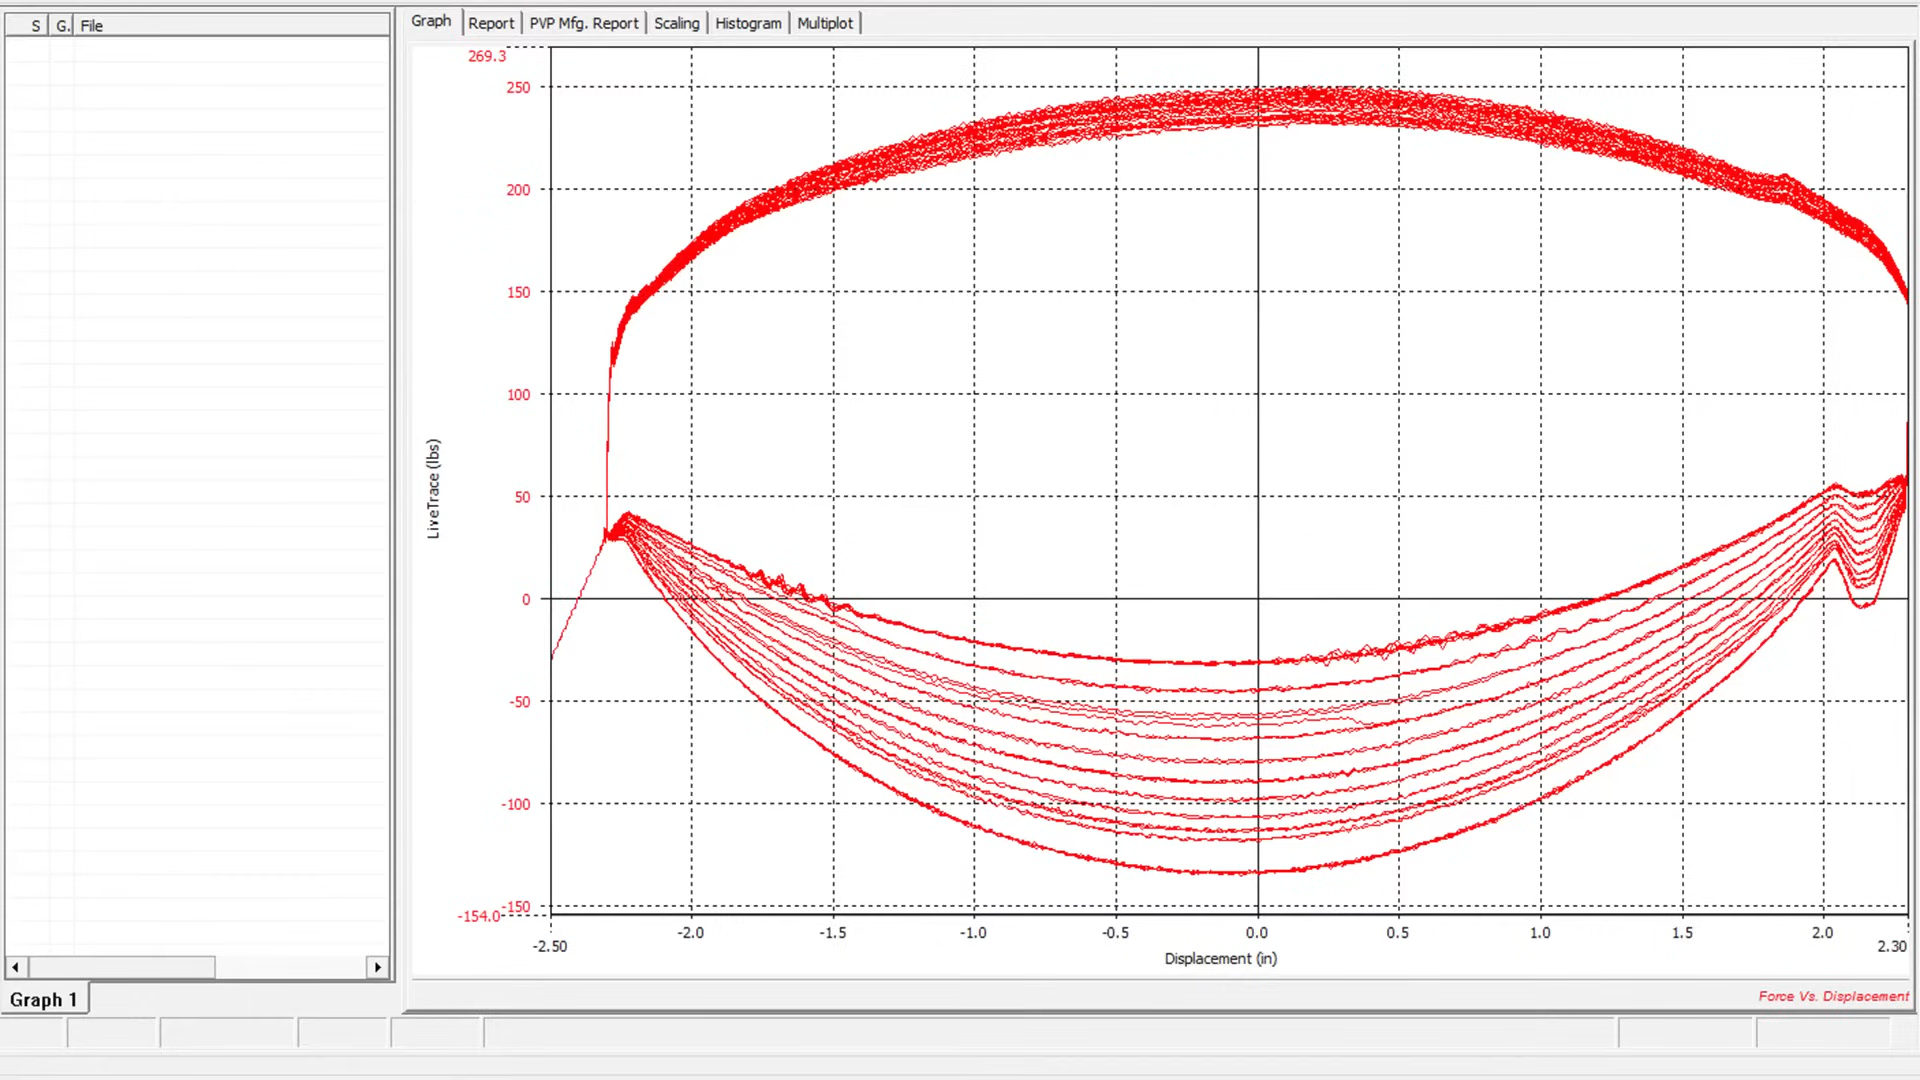 S G. File
Graph Report PVP Mfg. Report Scaling Histogram Multiplot
269.3
250
200
150
100
50
0
-50
-100
-150
-154.0
LiveTrace (lbs)
-2.0 -1.5 -1.0 -0.5 0.0 0.5 1.0 1.5 2.0
-2.50 2.30
Displacement (in)
Force Vs. Displacement
Graph 1